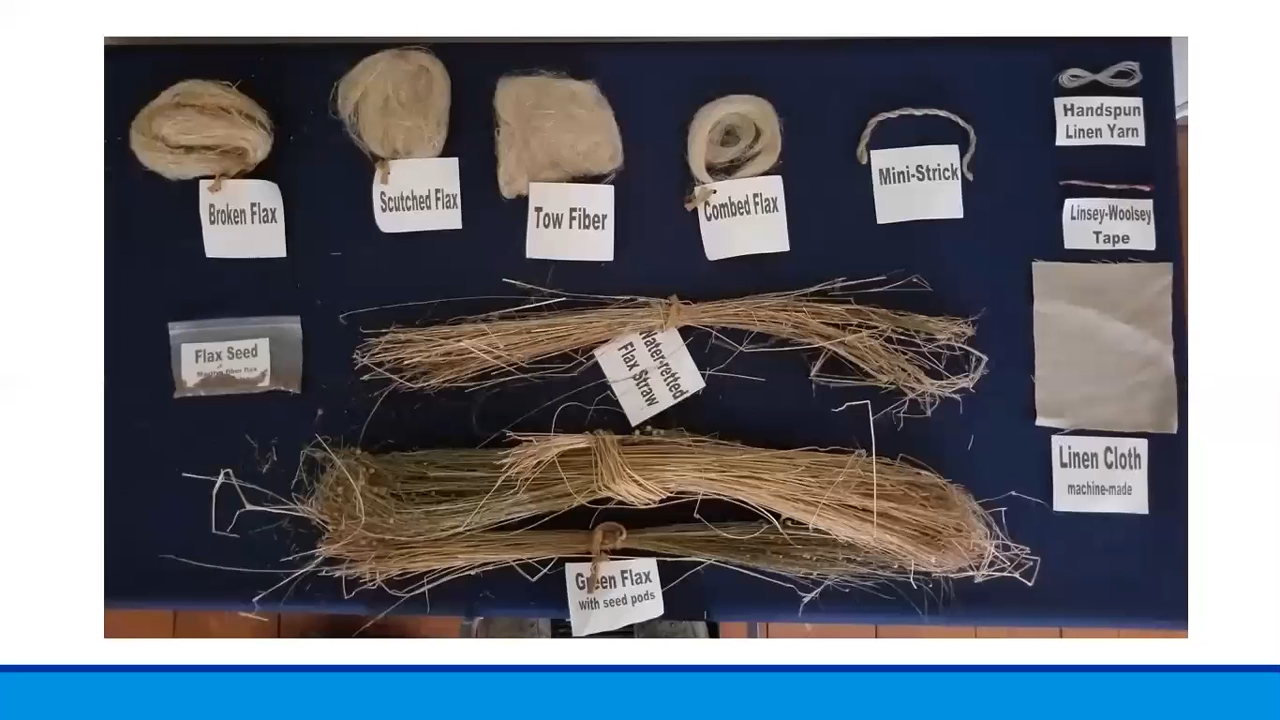 Broken Flax
Scutched Flax
Tow Fiber
Combed Flax
Mini-Strick
Handspun
Linen Yarn
Linsey-Woolsey
Tape
Flax Seed
Water-retted
Flax Straw
Linen Cloth
machine-made
Green Flax
with seed pods